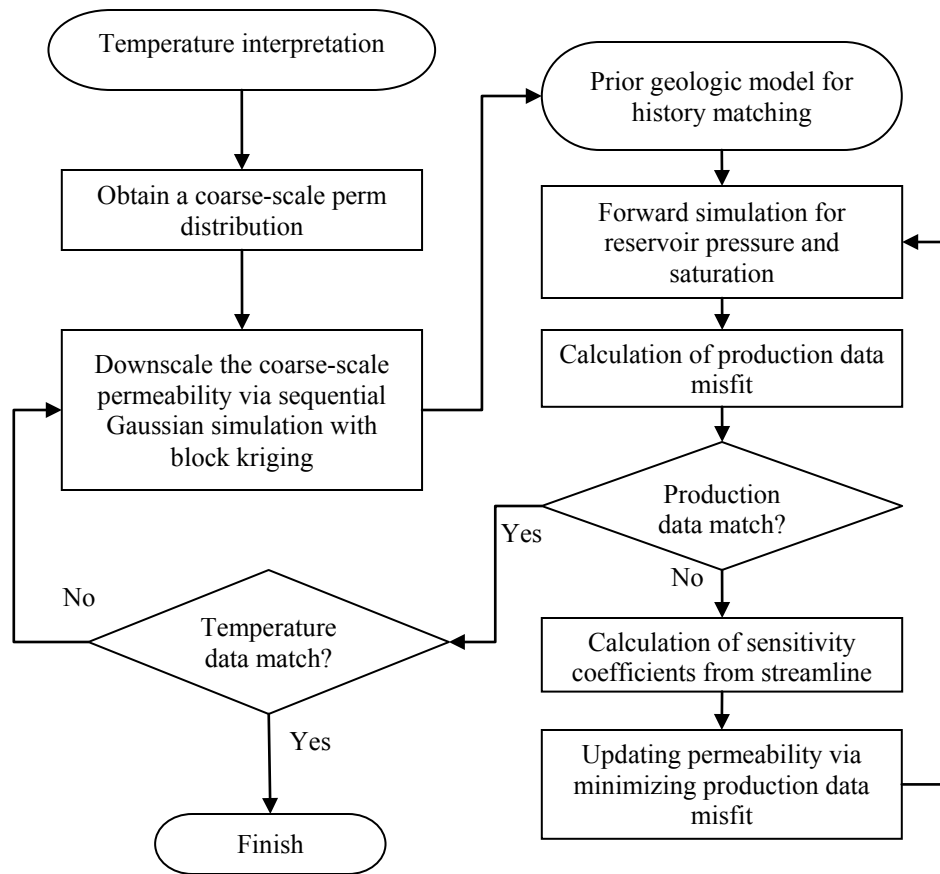 Temperature interpretation
Obtain a coarse-scale perm
distribution
Downscale the coarse-scale
permeability via sequential
Gaussian simulation with
block kriging
Prior geologic model for
history matching
Forward simulation for
reservoir pressure and
saturation
Calculation of production data
misfit
Production
data match?
Yes
No
Calculation of sensitivity
coefficients from streamline
Updating permeability via
minimizing production data
misfit
Temperature
data match?
No
Yes
Finish